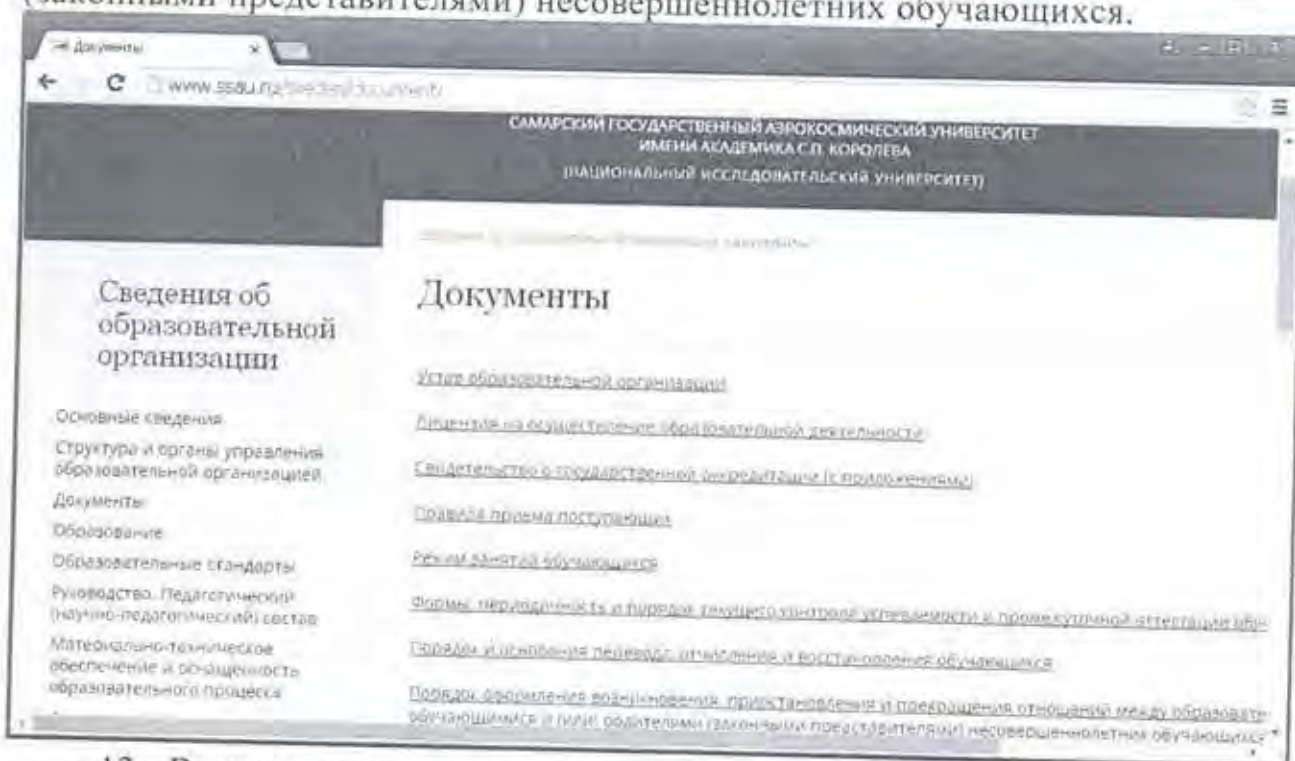 (законными представителями) несовершеннолетних обучающихся.
Документы
www.ssau.ru
САМАРСКИЙ ГОСУДАРСТВЕННЫЙ АЭРОКОСМИЧЕСКИЙ УНИВЕРСИТЕТ
ИМЕНИ АКАДЕМИКА С.П. КОРОЛЕВА
(НАЦИОНАЛЬНЫЙ ИССЛЕДОВАТЕЛЬСКИЙ УНИВЕРСИТЕТ)
Сведения об
образовательной
организации
Основные сведения
Структура и органы управления
образовательной организацией
Документы
Образование
Образовательные стандарты
Руководство. Педагогический
(научно-педагогический) состав
Материально-техническое
обеспечение и оснащенность
образовательного процесса
Документы
Устав образовательной организации
Лицензия на осуществление образовательной деятельности
Свидетельство о государственной аккредитации (с приложениями)
Правила приема поступающих
Режим занятий обучающихся
Формы, периодичность и порядок текущего контроля успеваемости и промежуточной аттестации
Порядок и основания перевода, отчисления и восстановления обучающихся
Порядок оформления возникновения, приостановления и прекращения отношений между образовате
обучающимися и (или) родителями (законными представителями) несовершеннолетних обучающихся